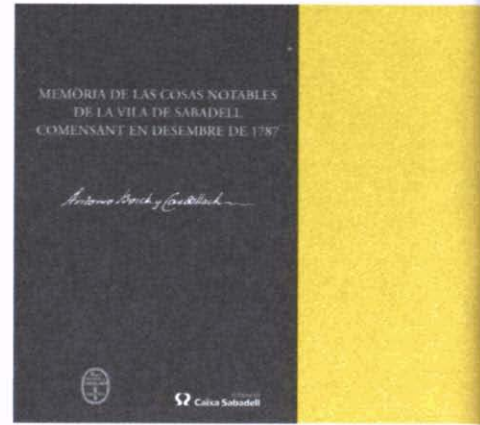 MEMÒRIA DE LAS COSAS NOTABLES
DE LA VILA DE SABADELL
COMENSANT EN DESEMBRE DE 1787
Antonio Bosch y Cardellach
Caixa Sabadell